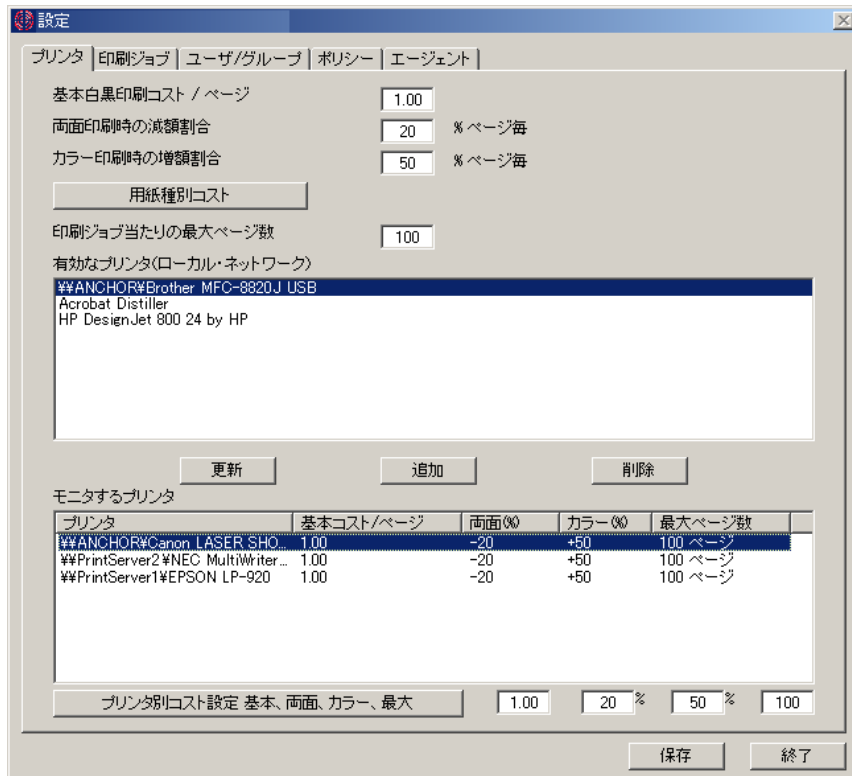 設定
プリンタ 印刷ジョブ ユーザ/グループ ポリシー エージェント
基本白黒印刷コスト / ページ 1.00
両面印刷時の減額割合 20 % ページ毎
カラー印刷時の増額割合 50 % ページ毎
用紙種別コスト
印刷ジョブ当たりの最大ページ数 100
有効なプリンタ(ローカル・ネットワーク)
¥¥ANCHOR¥Brother MFC-8820J USB
Acrobat Distiller
HP DesignJet 800 24 by HP
更新 追加 削除
モニタするプリンタ
プリンタ 基本コスト/ページ 両面(%) カラー(%) 最大ページ数
¥¥ANCHOR¥Canon LASER SHO... 1.00 -20 +50 100 ページ
¥¥PrintServer2¥NEC MultiWriter... 1.00 -20 +50 100 ページ
¥¥PrintServer1¥EPSON LP-920 1.00 -20 +50 100 ページ
プリンタ別コスト設定 基本、両面、カラー、最大 1.00 20 % 50 % 100
保存 終了